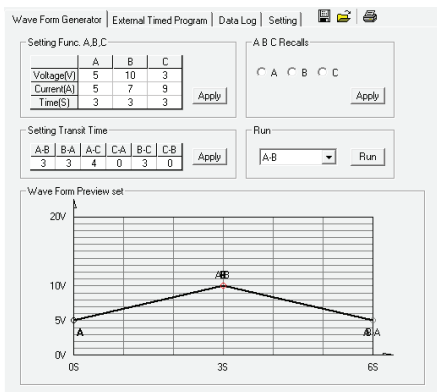 Wave Form Generator External Timed Program Data Log Setting
Setting Func. A,B,C
A B C
Voltage(V) 5 10 3
Current(A) 5 7 9
Time(S) 3 3 3
Apply
A B C Recalls
A B C
Apply
Setting Transit Time
A-B B-A A-C C-A B-C C-B
3 3 4 0 3 0
Apply
Run
A-B Run
Wave Form Preview set
20V
10V
5V
0V
A
B
A
0S 3S 6S